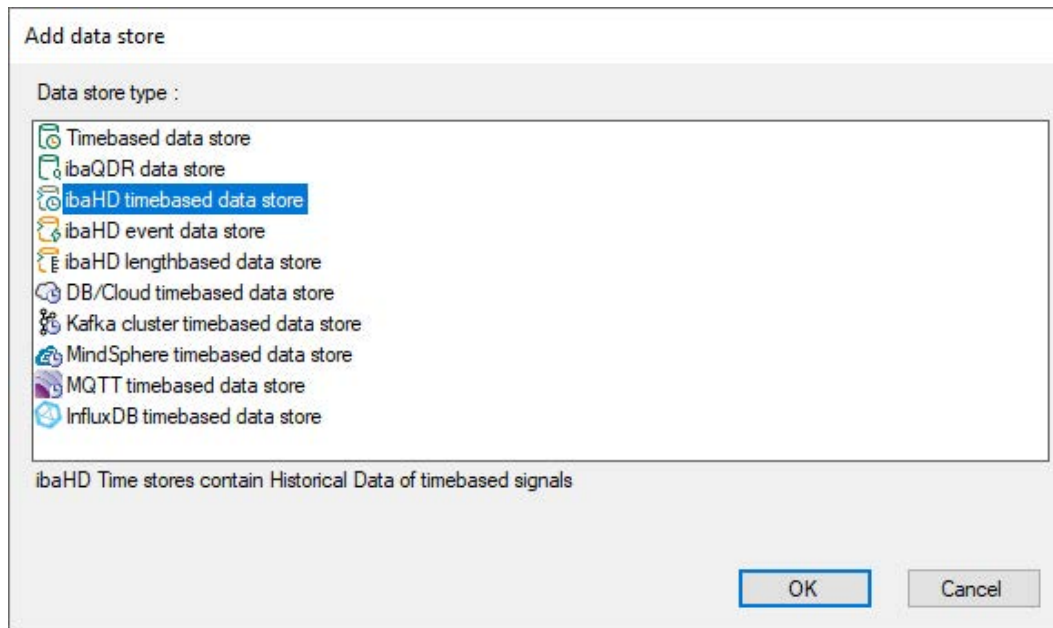 Add data store
Data store type :
Timebased data store
ibaQDR data store
ibaHD timebased data store
ibaHD event data store
ibaHD lengthbased data store
DB/Cloud timebased data store
Kafka cluster timebased data store
MindSphere timebased data store
MQTT timebased data store
InfluxDB timebased data store
ibaHD Time stores contain Historical Data of timebased signals
OK
Cancel